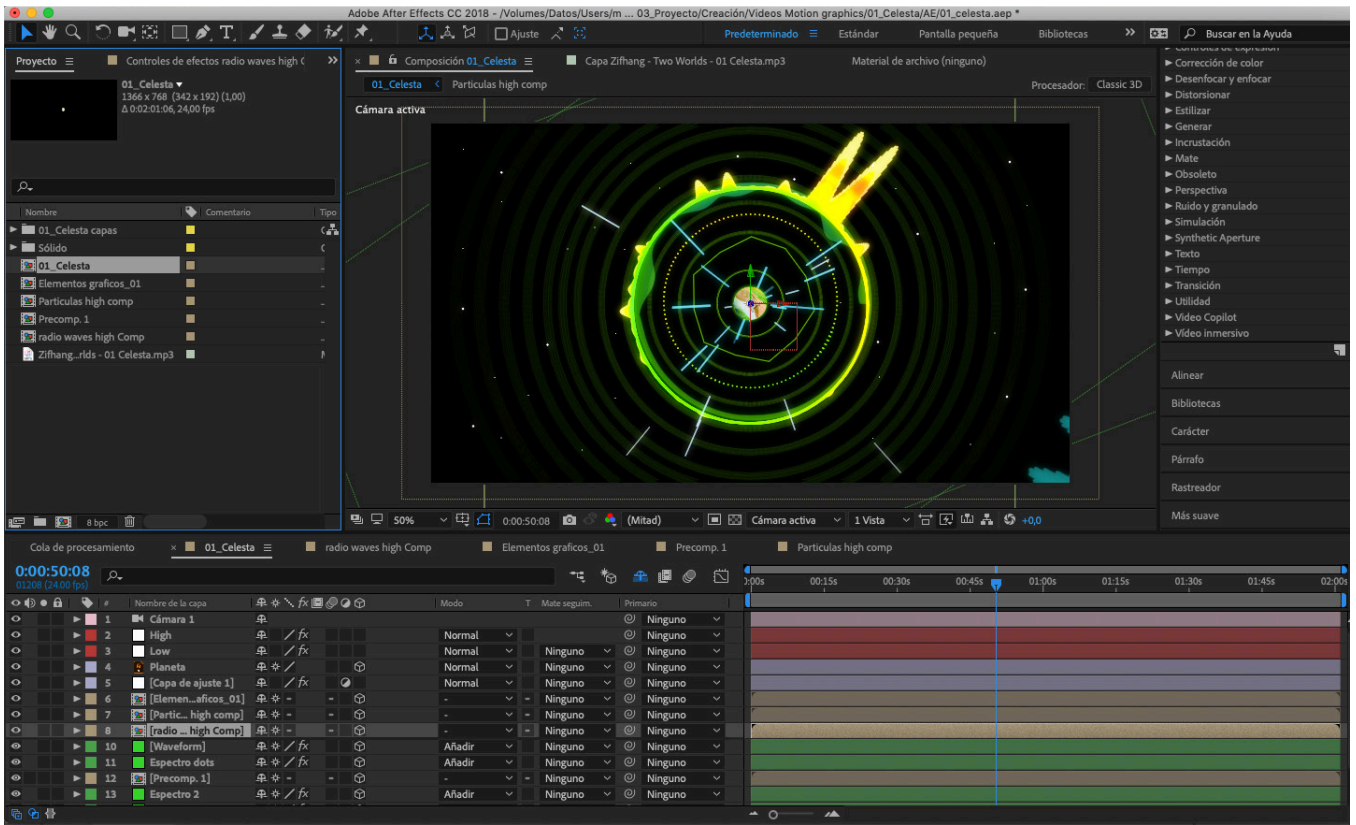 Adobe After Effects CC 2018 - /Volumes/Datos/Users/m ... 03_Proyecto/Creación/Videos Motion graphics/01_Celesta/AE/01_celesta.aep *
Ajuste Predeterminado Estándar Pantalla pequeña Bibliotecas Buscar en la Ayuda
Proyecto Controles de efectos radio waves high (
01_Celesta
1366 x 768 (342 x 192) (1,00)
Δ 0:02:01:06, 24,00 fps
Nombre Comentario Tipo
01_Celesta capas
Sólido
01_Celesta
Elementos graficos_01
Particulas high comp
Precomp. 1
radio waves high Comp
Zifhang...rlds - 01 Celesta.mp3
8 bpc
Composición 01_Celesta Capa Zifhang - Two Worlds - 01 Celesta.mp3 Material de archivo (ninguno)
01_Celesta Particulas high comp Procesador: Classic 3D
Cámara activa
50% 0:00:50:08 (Mitad) Cámara activa 1 Vista +0,0
Controles de expresión
Corrección de color
Desenfocar y enfocar
Distorsionar
Estilizar
Generar
Incrustación
Mate
Obsoleto
Perspectiva
Ruido y granulado
Simulación
Synthetic Aperture
Texto
Tiempo
Transición
Utilidad
Video Copilot
Vídeo inmersivo
Alinear
Bibliotecas
Carácter
Párrafo
Rastreador
Más suave
Cola de procesamiento 01_Celesta radio waves high Comp Elementos graficos_01 Precomp. 1 Particulas high comp
0:00:50:08
01208 (24.00 fps)
):00s 00:15s 00:30s 00:45s 01:00s 01:15s 01:30s 01:45s 02:00s
# Nombre de la capa Modo T Mate seguim. Primario
1 Cámara 1 Ninguno
2 High Normal Ninguno
3 Low Normal Ninguno Ninguno
4 Planeta Normal Ninguno Ninguno
5 [Capa de ajuste 1] Normal Ninguno Ninguno
6 [Elemen...aficos_01] - Ninguno Ninguno
7 [Partic... high comp] - Ninguno Ninguno
8 [radio ... high Comp] - Ninguno Ninguno
10 [Waveform] Añadir Ninguno Ninguno
11 Espectro dots Añadir Ninguno Ninguno
12 [Precomp. 1] - Ninguno Ninguno
13 Espectro 2 Añadir Ninguno Ninguno